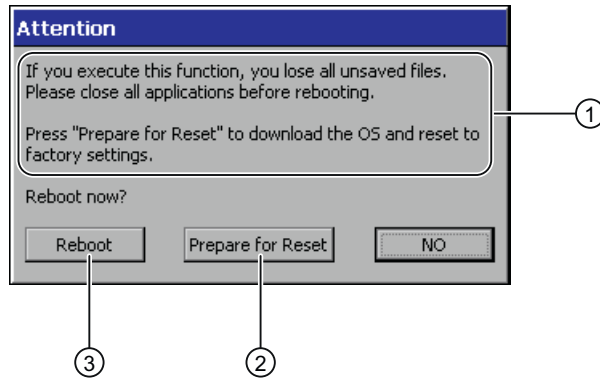 Attention
If you execute this function, you lose all unsaved files.
Please close all applications before rebooting.
Press "Prepare for Reset" to download the OS and reset to
factory settings.
1
Reboot now?
Reboot
Prepare for Reset
NO
3
2